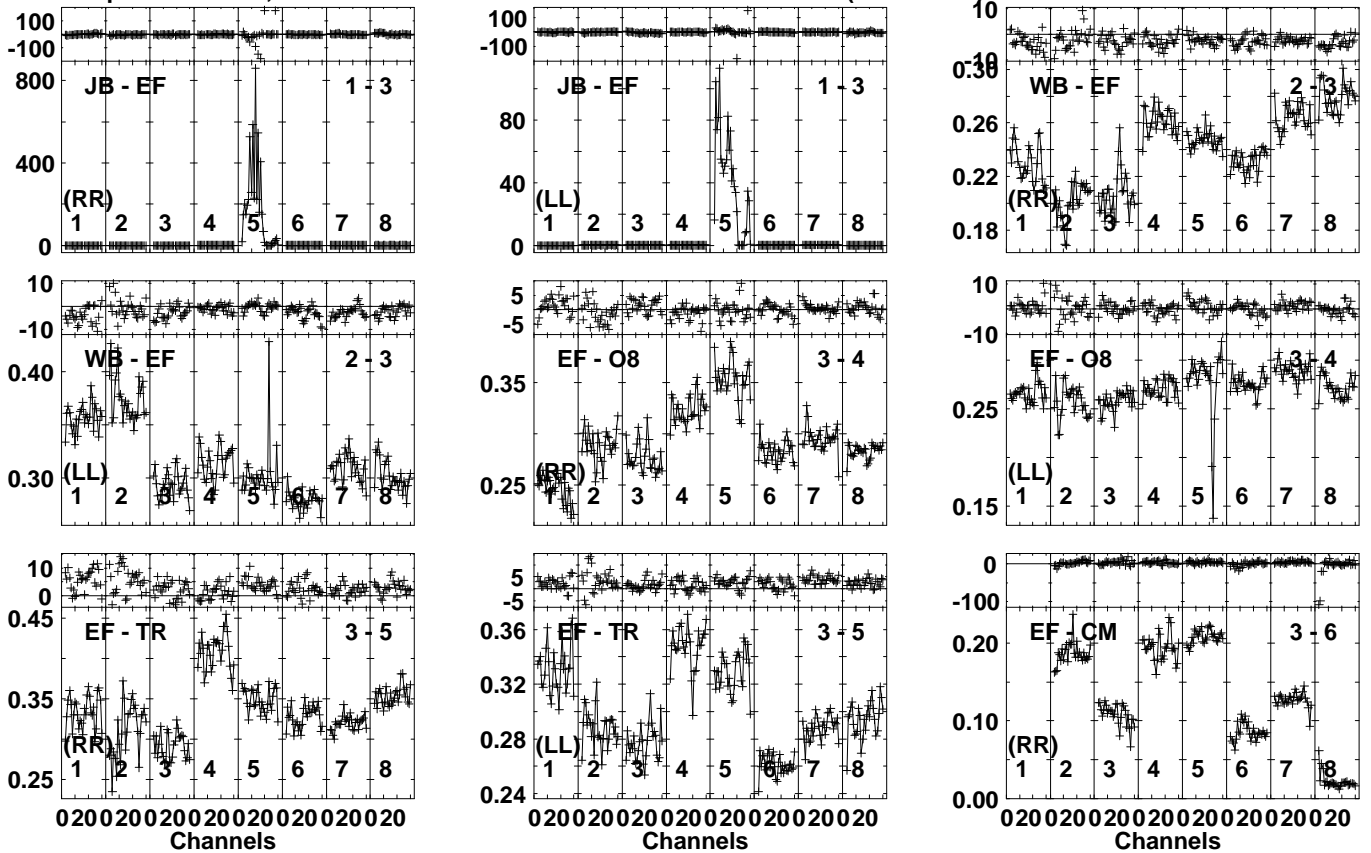 100
-100
JB - EF 1 - 3
800
400
0
(RR)
1 2 3 4 5 6 7 8
100
-100
JB - EF 1 - 3
80
40
0
(LL)
1 2 3 4 5 6 7 8
10
-10
0.30
WB - EF 2 - 3
0.26
0.22
0.18
(RR)
1 2 3 4 5 6 7 8
10
-10
WB - EF 2 - 3
0.40
0.30
(LL)
1 2 3 4 5 6 7 8
5
-5
EF - O8 3 - 4
0.35
0.25
(RR)
1 2 3 4 5 6 7 8
10
-10
EF - O8 3 - 4
0.25
0.15
(LL)
1 2 3 4 5 6 7 8
10
0
0.45
EF - TR 3 - 5
0.35
0.25
(RR)
1 2 3 4 5 6 7 8
0 20 0 20 0 20 0 20 0 20 0 20 0 20 0 20
Channels
5
-5
0.36
EF - TR 3 - 5
0.32
0.28
0.24
(LL)
1 2 3 4 5 6 7 8
0 20 0 20 0 20 0 20 0 20 0 20 0 20 0 20
Channels
0
-100
EF - CM 3 - 6
0.20
0.10
0.00
(RR)
1 2 3 4 5 6 7 8
0 20 0 20 0 20 0 20 0 20 0 20 0 20 0 20
Channels